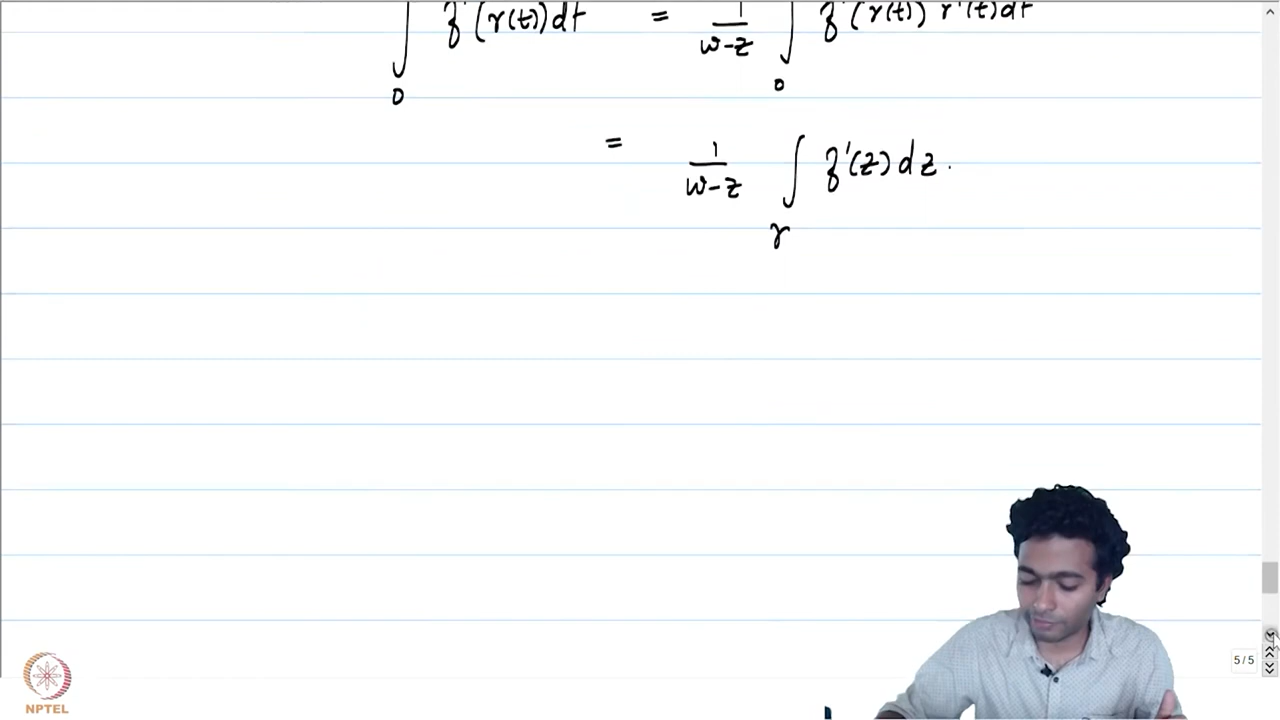 ∫₀ f'(γ(t))dt = 1/(w-z) ∫₀ f'(γ(t)) γ'(t)dt
= 1/(w-z) ∫_γ f'(z)dz.
5/5
NPTEL